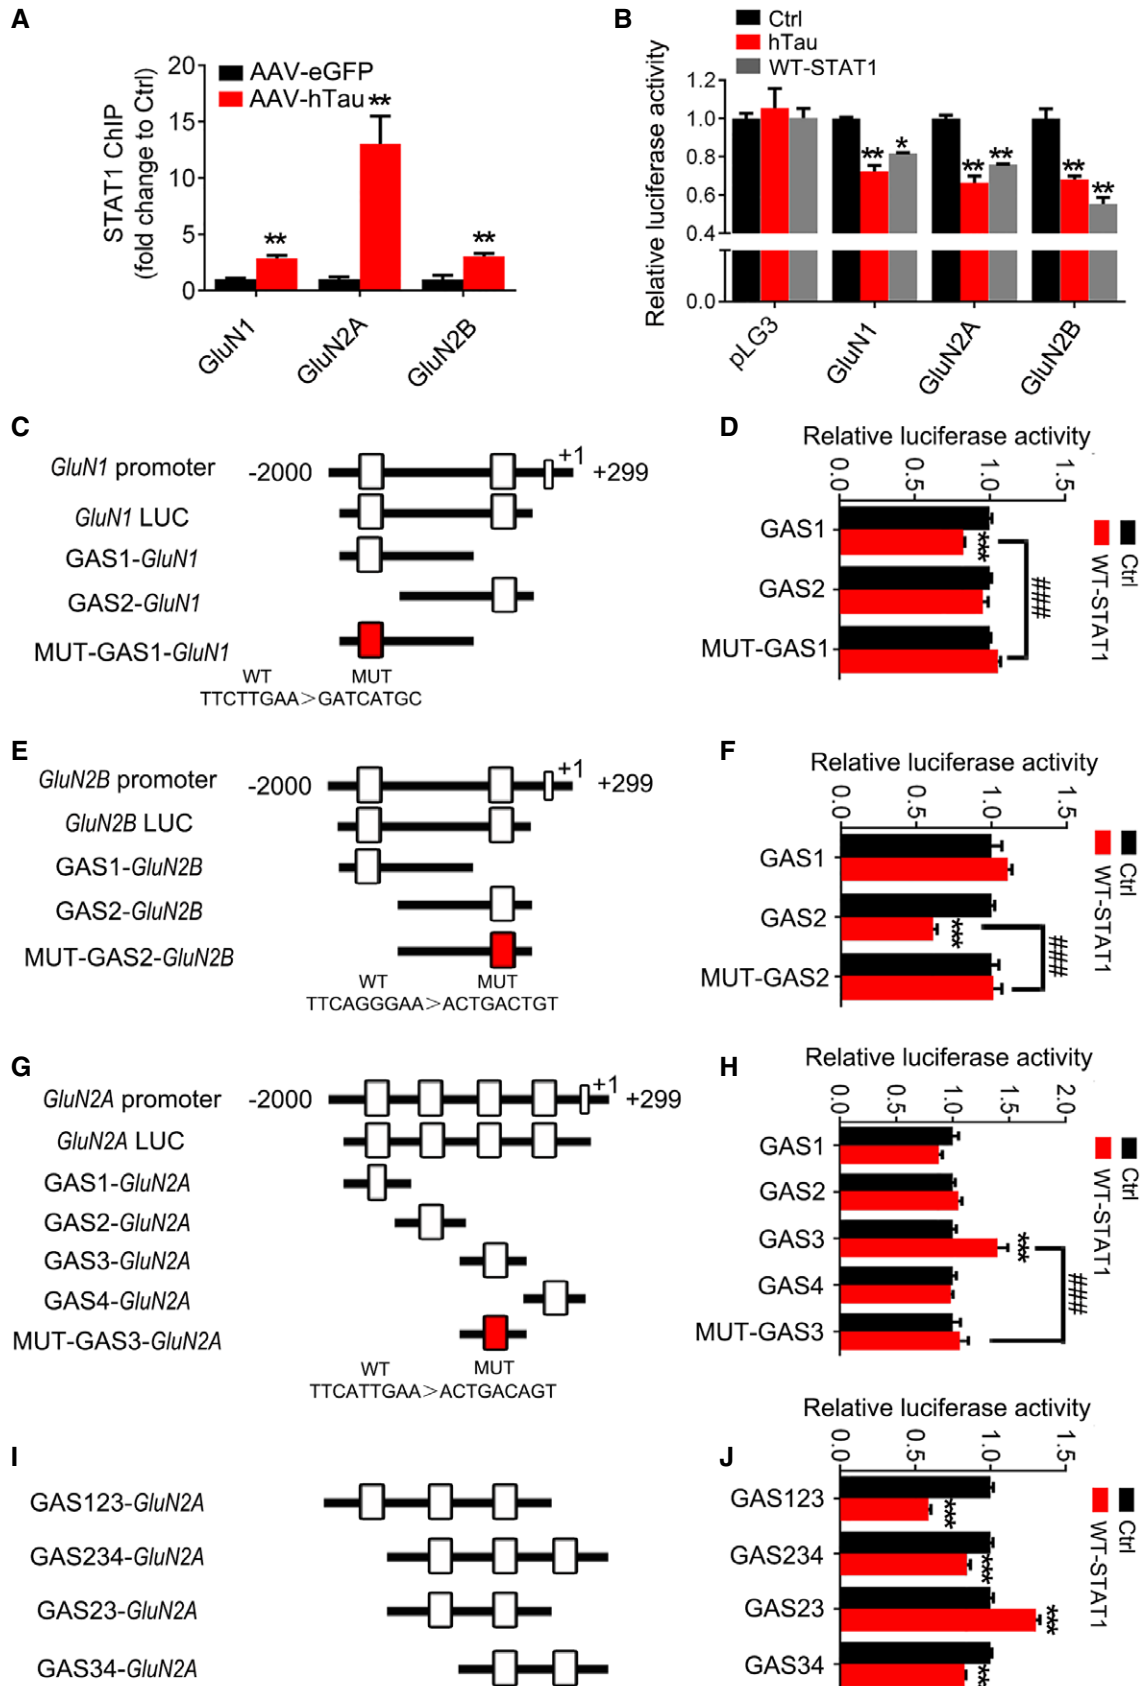 A
STAT1 ChIP
(fold change to Ctrl)
20
15
10
5
0
AAV-eGFP
AAV-hTau
**
**
**
GluN1
GluN2A
GluN2B
B
Relative luciferase activity
Ctrl
hTau
WT-STAT1
1.2
1.0
0.8
0.6
0.4
0.0
** *
** **
** **
pLG3
GluN1
GluN2A
GluN2B
C
GluN1 promoter -2000 +1 +299
GluN1 LUC
GAS1-GluN1
GAS2-GluN1
MUT-GAS1-GluN1
WT MUT
TTCTTGAA>GATCATGC
D
Relative luciferase activity
0.0 0.5 1.0 1.5
GAS1
GAS2
MUT-GAS1
***
###
Ctrl
WT-STAT1
E
GluN2B promoter -2000 +1 +299
GluN2B LUC
GAS1-GluN2B
GAS2-GluN2B
MUT-GAS2-GluN2B
WT MUT
TTCAGGGAA>ACTGACTGT
F
Relative luciferase activity
0.0 0.5 1.0 1.5
GAS1
GAS2
MUT-GAS2
***
###
Ctrl
WT-STAT1
G
GluN2A promoter -2000 +1 +299
GluN2A LUC
GAS1-GluN2A
GAS2-GluN2A
GAS3-GluN2A
GAS4-GluN2A
MUT-GAS3-GluN2A
WT MUT
TTCATTGAA>ACTGACAGT
H
Relative luciferase activity
0.0 0.5 1.0 1.5 2.0
GAS1
GAS2
GAS3
GAS4
MUT-GAS3
***
###
Ctrl
WT-STAT1
I
GAS123-GluN2A
GAS234-GluN2A
GAS23-GluN2A
GAS34-GluN2A
J
Relative luciferase activity
0.0 0.5 1.0 1.5
GAS123
GAS234
GAS23
GAS34
***
***
***
Ctrl
WT-STAT1